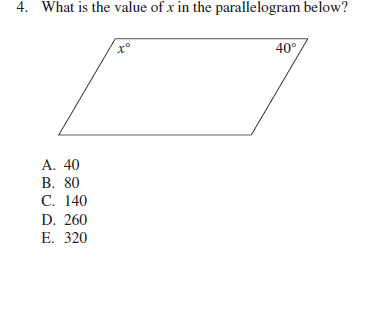 4. What is the value of x in the parallelogram below?
x° 40°
A. 40
B. 80
C. 140
D. 260
E. 320